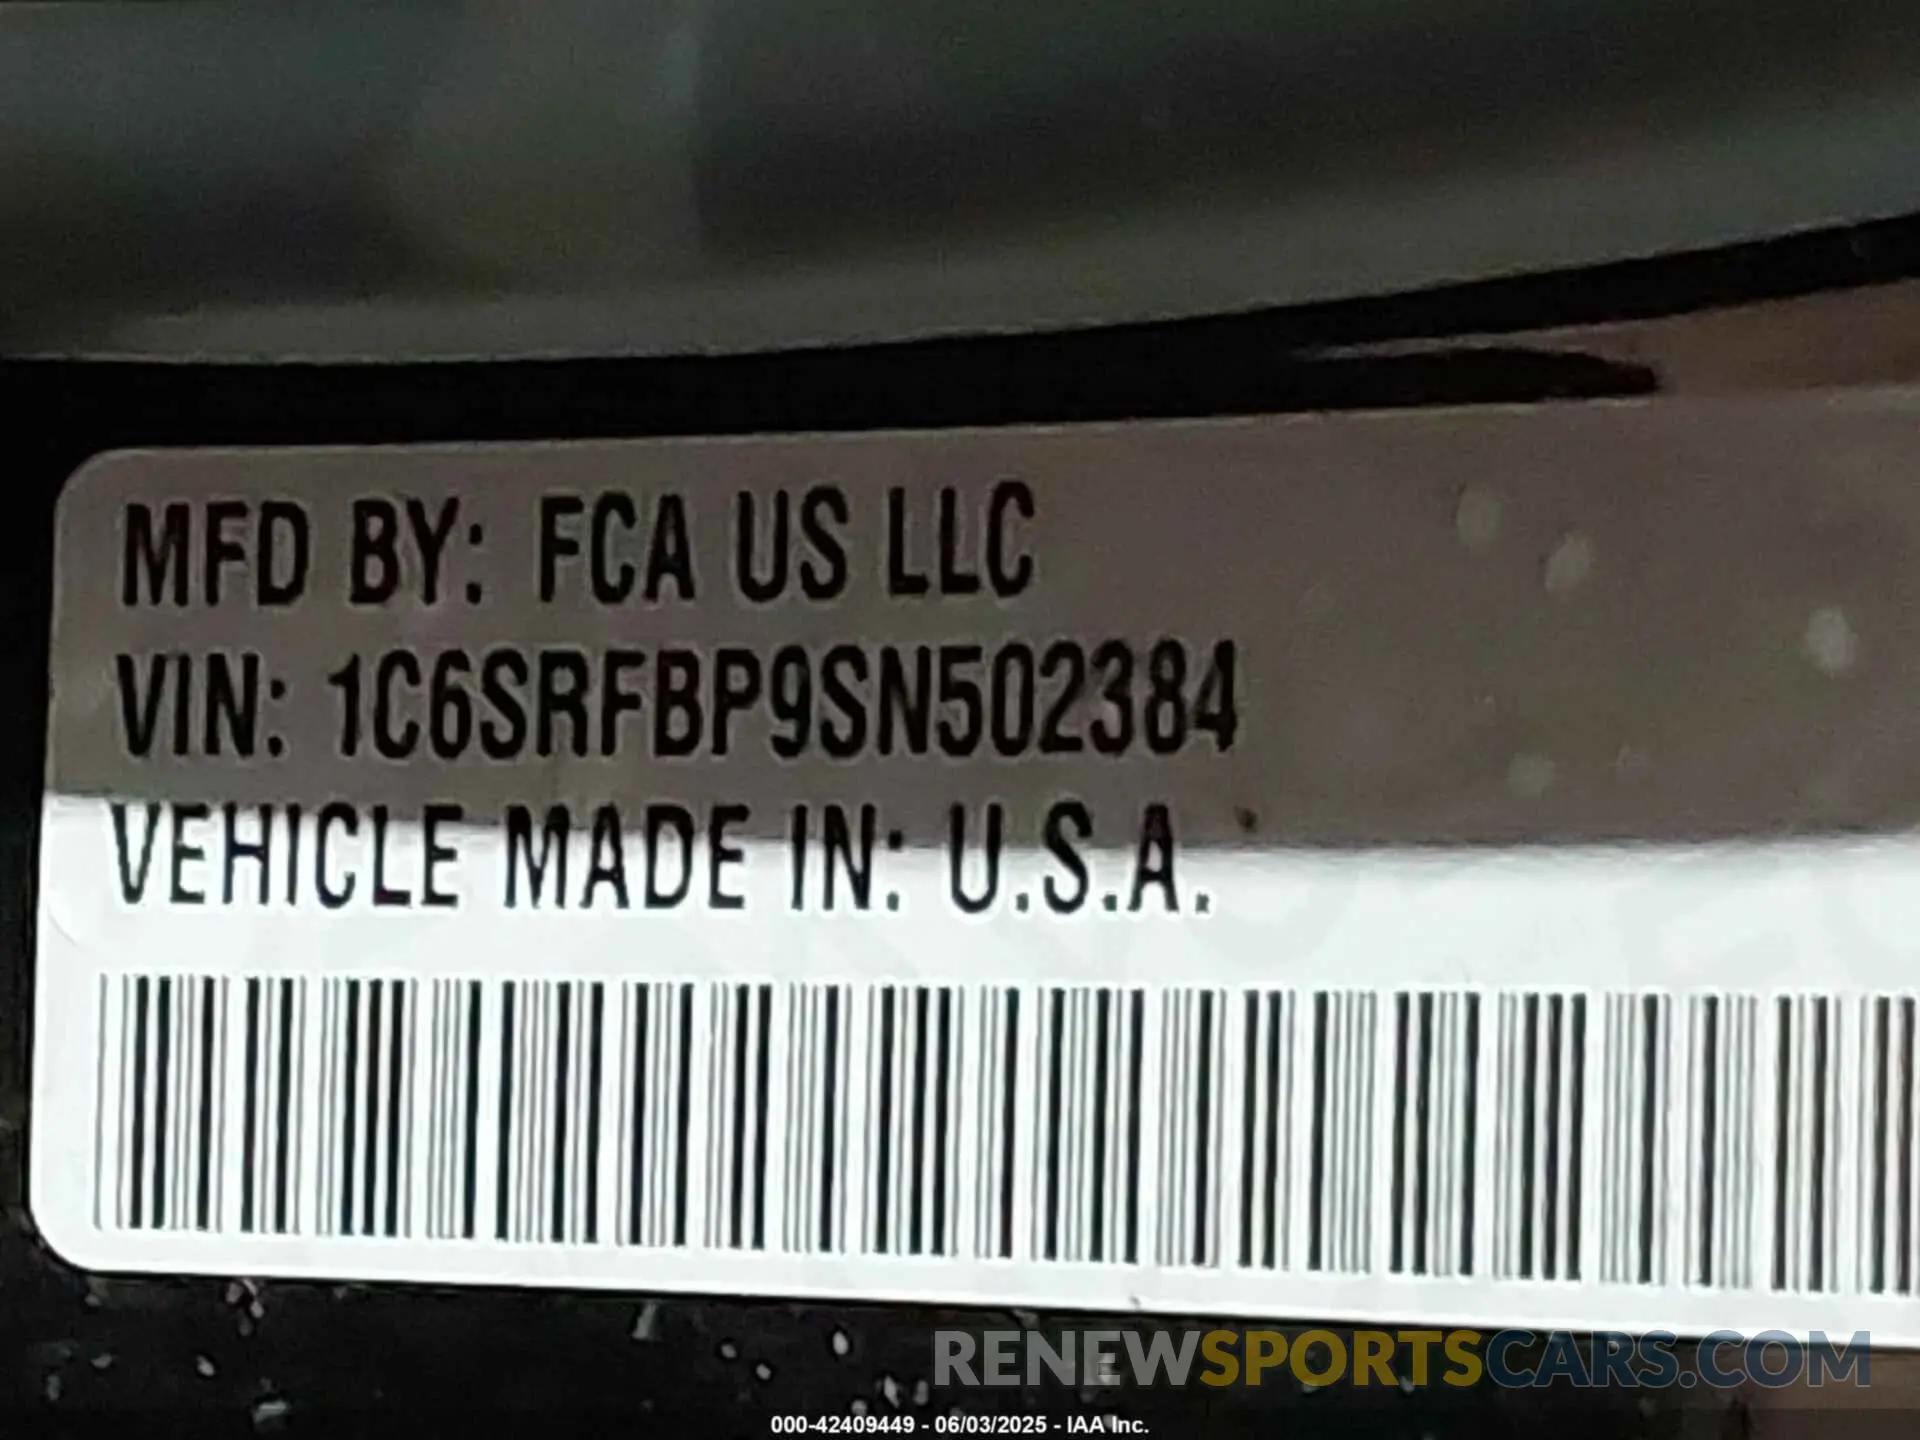 MFD BY: FCA US LLC
VIN: 1C6SRFBP9SN502384
VEHICLE MADE IN: U.S.A.
RENEWSPORTSCARS.COM
000-42409449 - 06/03/2025 - IAA Inc.